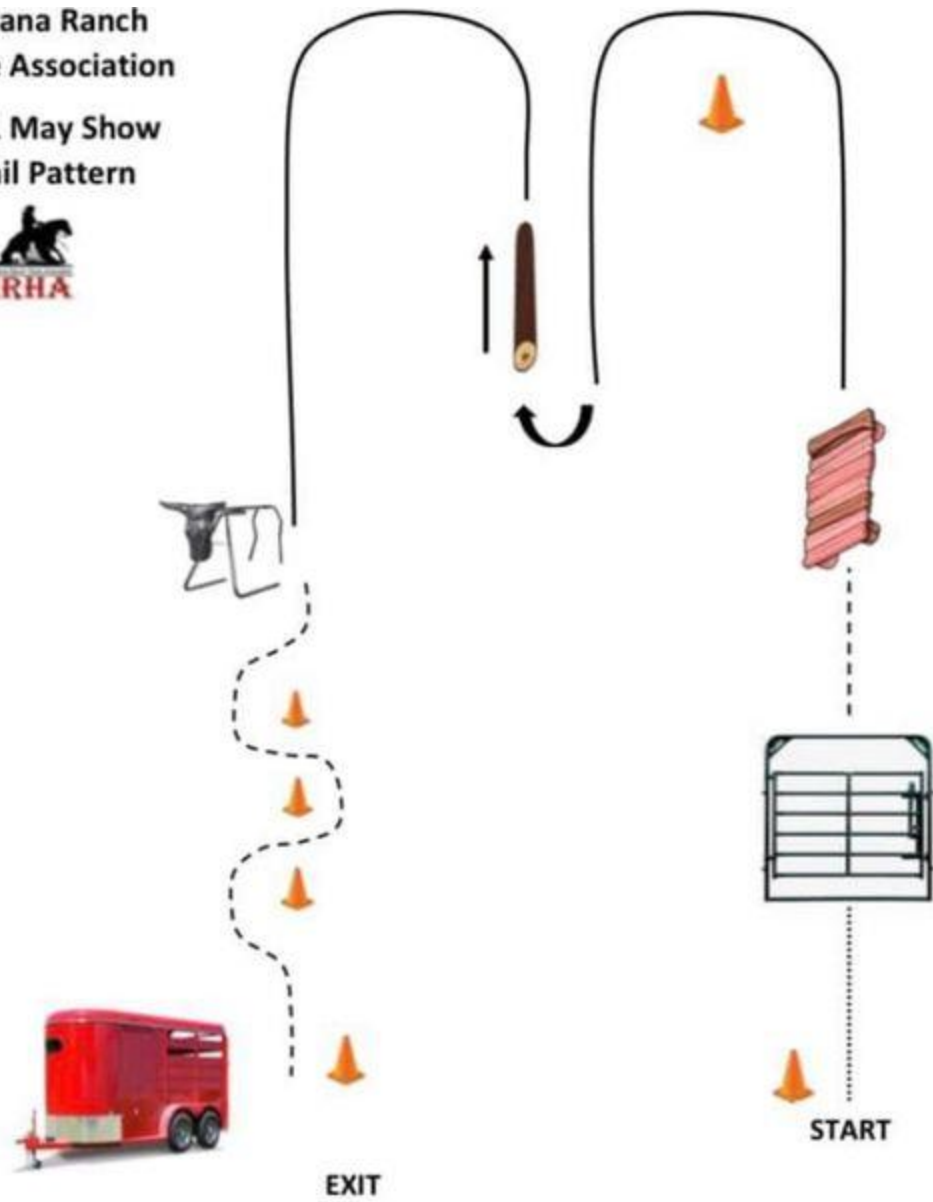 ana Ranch
Association
May Show
il Pattern
RHA
START
EXIT